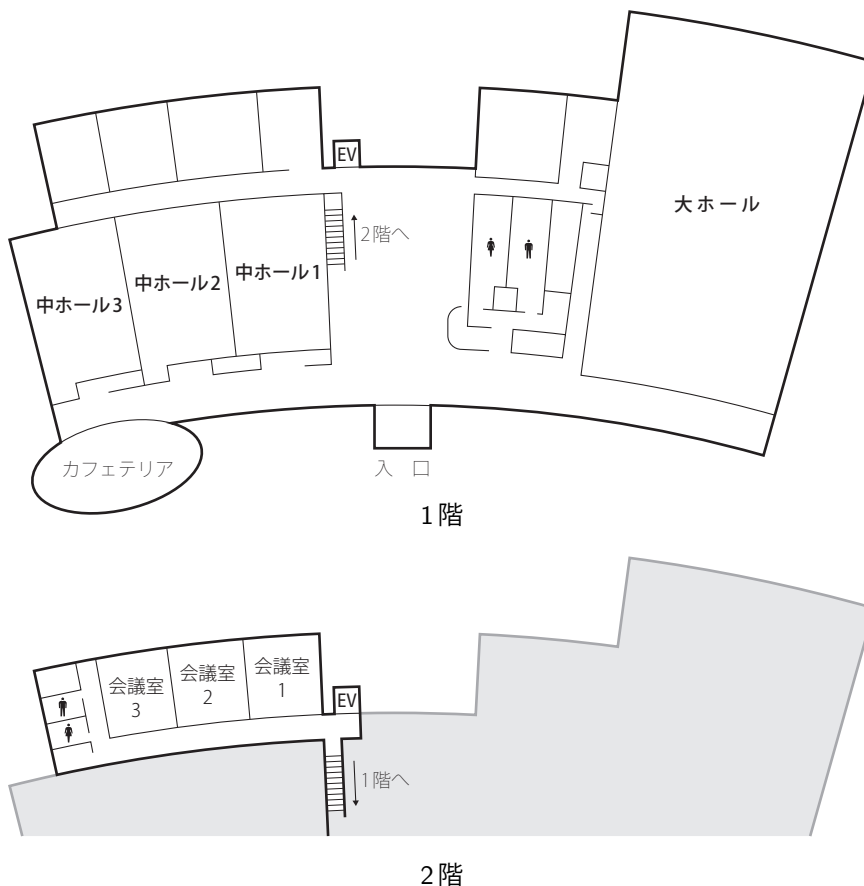 EV
大ホール
2階へ
中ホール1
中ホール2
中ホール3
カフェテリア
入 口
1階
会議室
1
会議室
2
会議室
3
EV
1階へ
2階